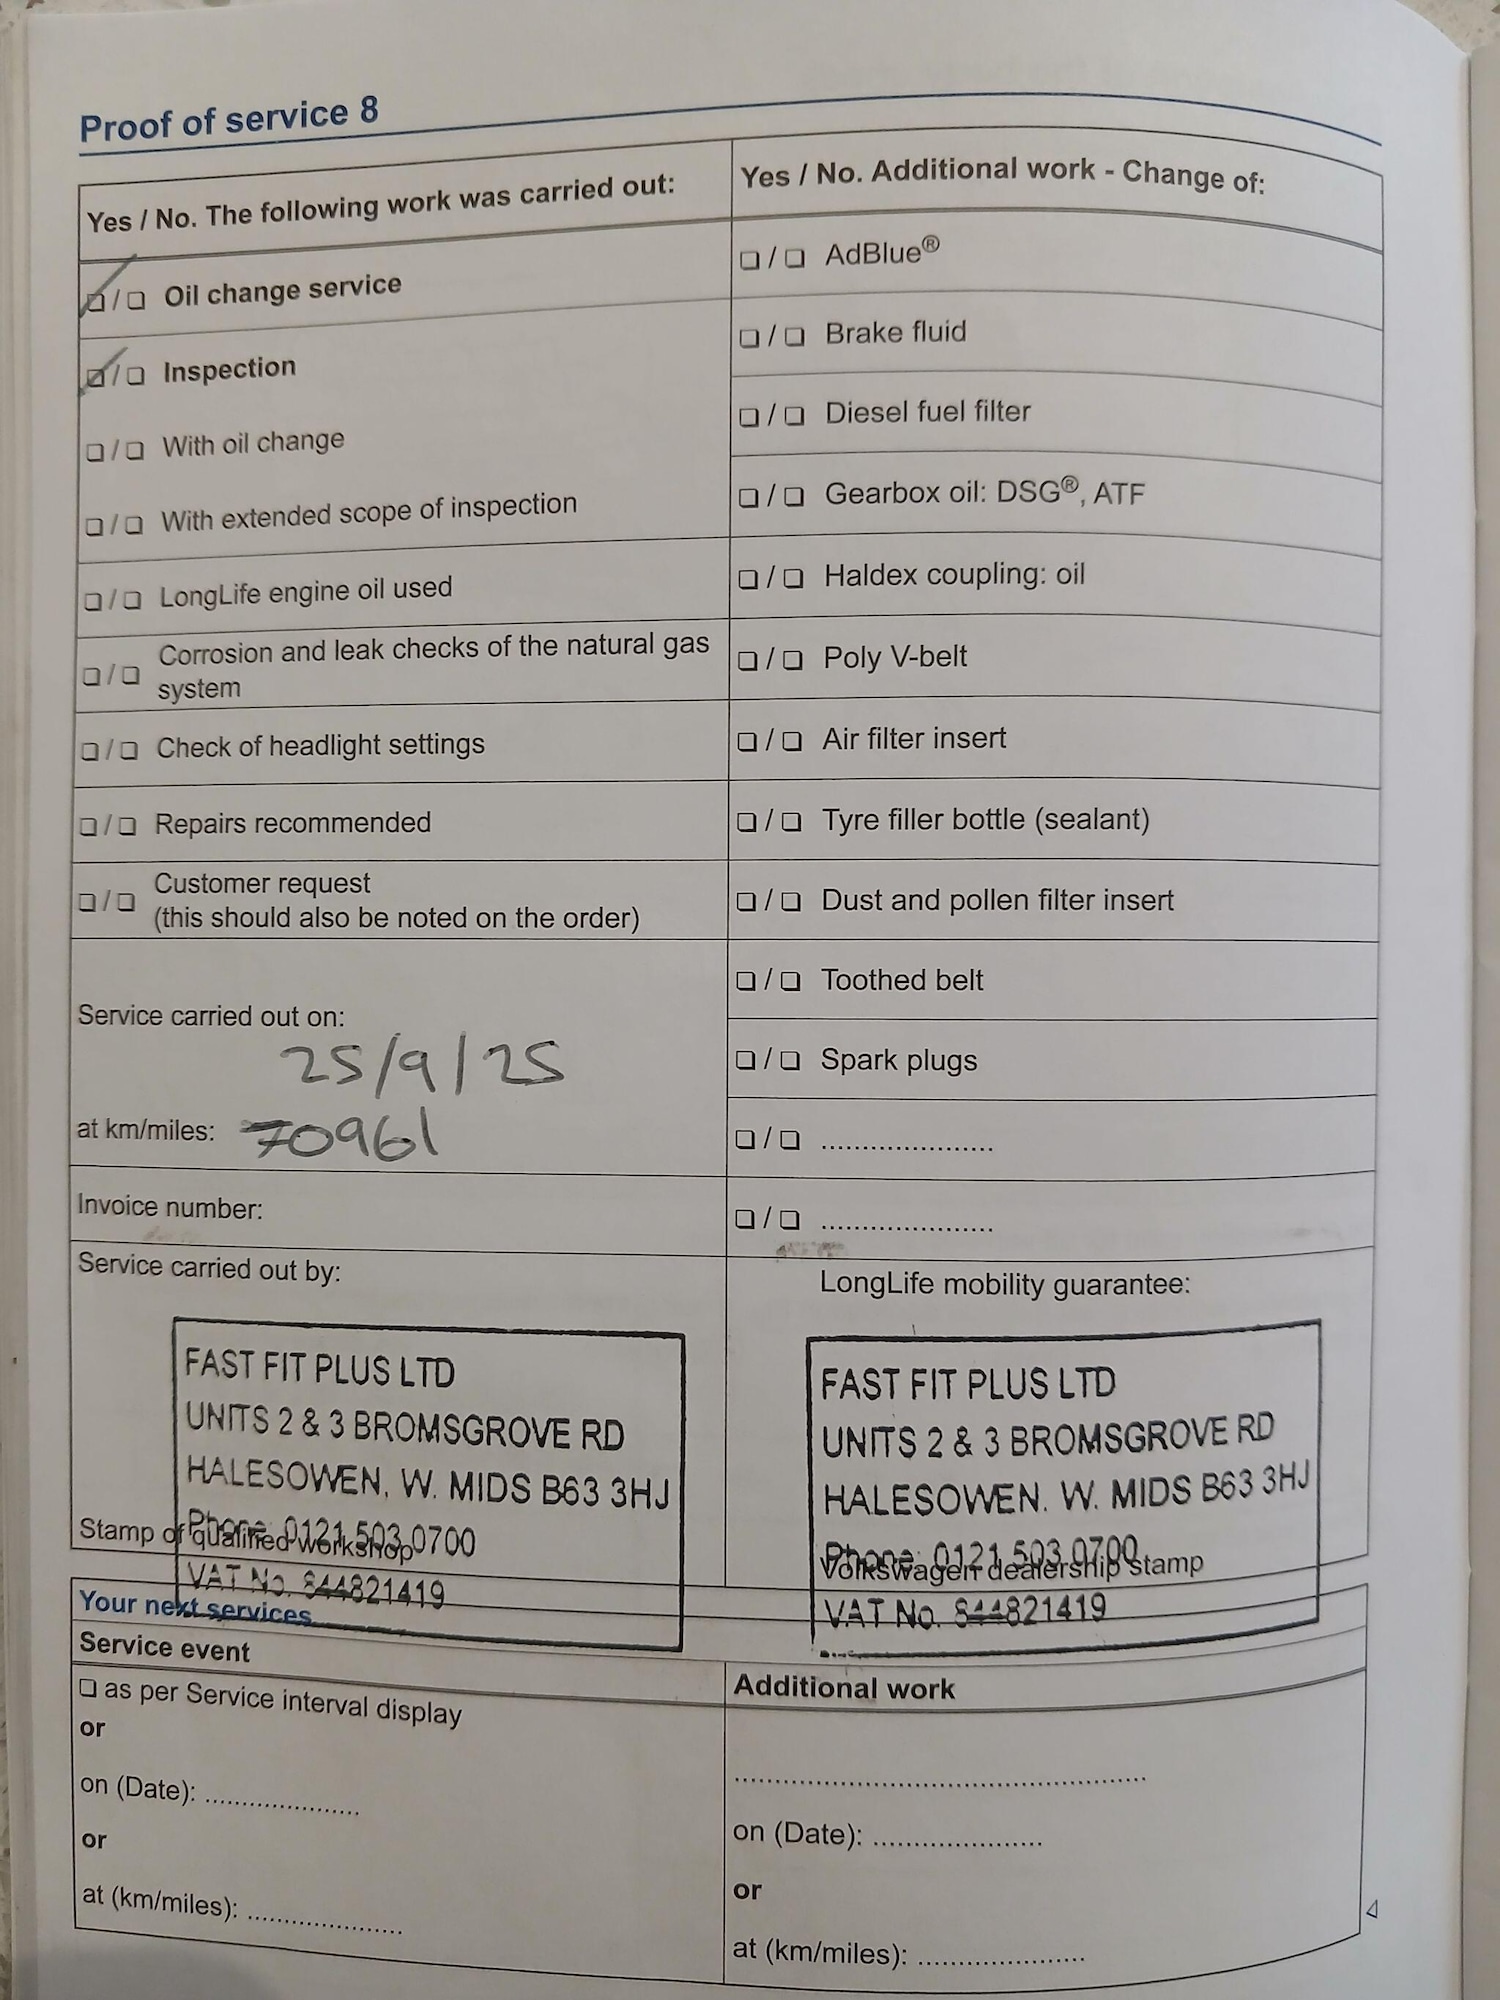 Proof of service 8
Yes / No. The following work was carried out:
☐ / ☐ Oil change service
☐ / ☐ Inspection
☐ / ☐ With oil change
☐ / ☐ With extended scope of inspection
☐ / ☐ LongLife engine oil used
☐ / ☐ Corrosion and leak checks of the natural gas
system
☐ / ☐ Check of headlight settings
☐ / ☐ Repairs recommended
☐ / ☐ Customer request
(this should also be noted on the order)
Service carried out on:
25/9/25
at km/miles: 70961
Invoice number:
Service carried out by:
FAST FIT PLUS LTD
UNITS 2 & 3 BROMSGROVE RD
HALESOWEN, W. MIDS B63 3HJ
Phone: 0121 503 0700
VAT No. 844821419
Stamp of qualified workshop
Yes / No. Additional work - Change of:
☐ / ☐ AdBlue®
☐ / ☐ Brake fluid
☐ / ☐ Diesel fuel filter
☐ / ☐ Gearbox oil: DSG®, ATF
☐ / ☐ Haldex coupling: oil
☐ / ☐ Poly V-belt
☐ / ☐ Air filter insert
☐ / ☐ Tyre filler bottle (sealant)
☐ / ☐ Dust and pollen filter insert
☐ / ☐ Toothed belt
☐ / ☐ Spark plugs
☐ / ☐ .....................
☐ / ☐ .....................
LongLife mobility guarantee:
FAST FIT PLUS LTD
UNITS 2 & 3 BROMSGROVE RD
HALESOWEN. W. MIDS B63 3HJ
Phone: 0121 503 0700
VAT No. 844821419
Volkswagen dealership stamp
Your next services
Service event
☐ as per Service interval display
or
on (Date): .....................
or
at (km/miles): .....................
Additional work
..................................................
on (Date): .....................
or
at (km/miles): .....................